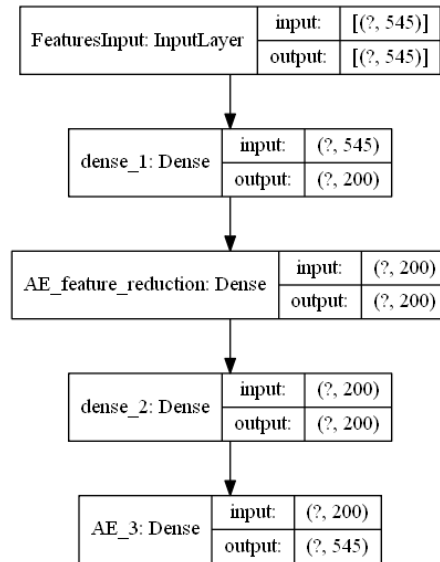 FeaturesInput: InputLayer
input: [(?, 545)]
output: [(?, 545)]
dense_1: Dense
input: (?, 545)
output: (?, 200)
AE_feature_reduction: Dense
input: (?, 200)
output: (?, 200)
dense_2: Dense
input: (?, 200)
output: (?, 200)
AE_3: Dense
input: (?, 200)
output: (?, 545)